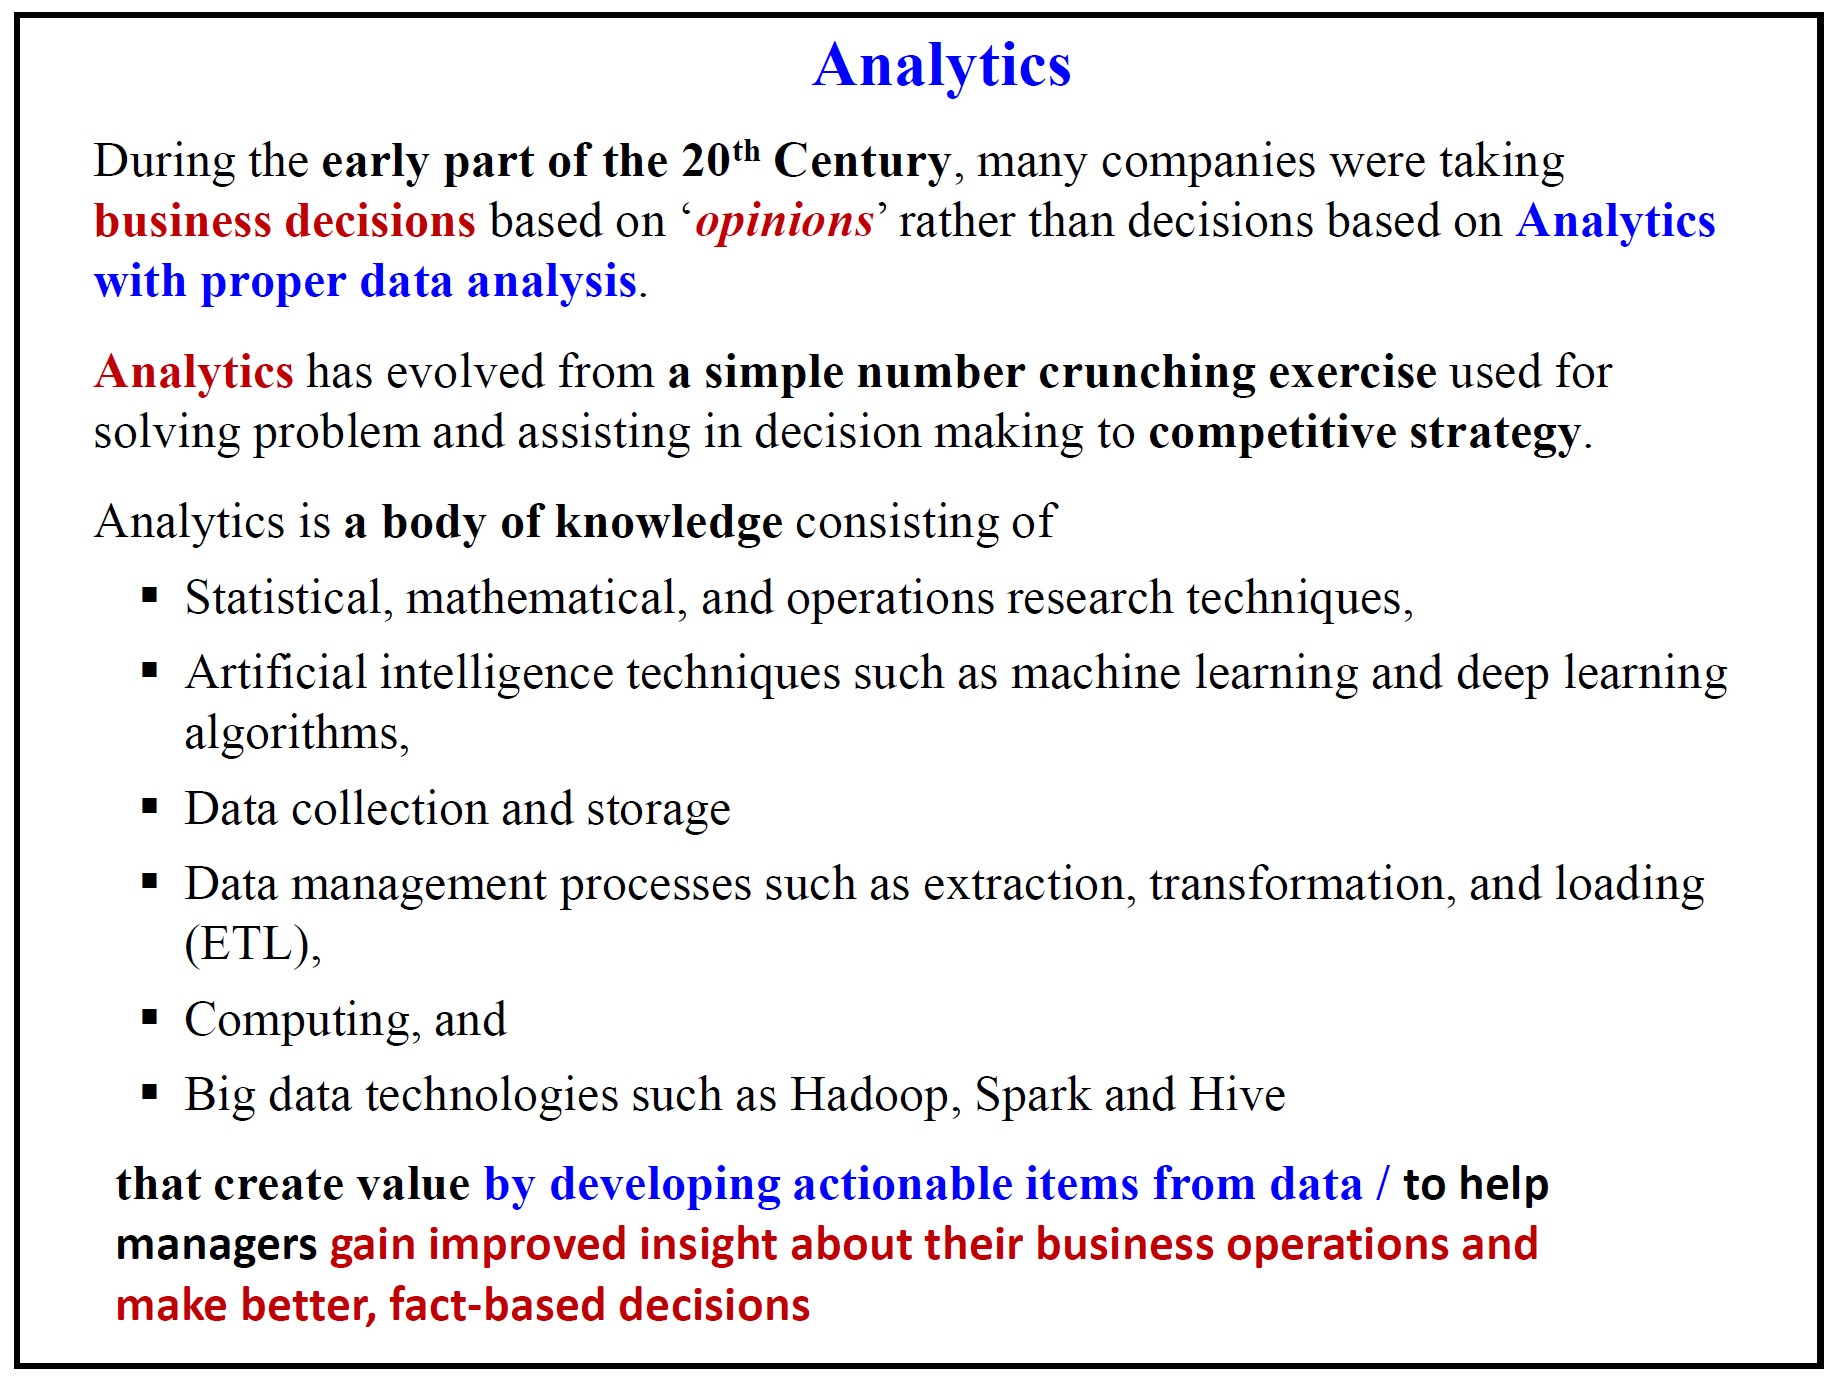 Analytics
During the early part of the 20th Century, many companies were taking
business decisions based on ‘opinions’ rather than decisions based on Analytics
with proper data analysis.
Analytics has evolved from a simple number crunching exercise used for
solving problem and assisting in decision making to competitive strategy.
Analytics is a body of knowledge consisting of
▪ Statistical, mathematical, and operations research techniques,
▪ Artificial intelligence techniques such as machine learning and deep learning
algorithms,
▪ Data collection and storage
▪ Data management processes such as extraction, transformation, and loading
(ETL),
▪ Computing, and
▪ Big data technologies such as Hadoop, Spark and Hive
that create value by developing actionable items from data / to help
managers gain improved insight about their business operations and
make better, fact-based decisions